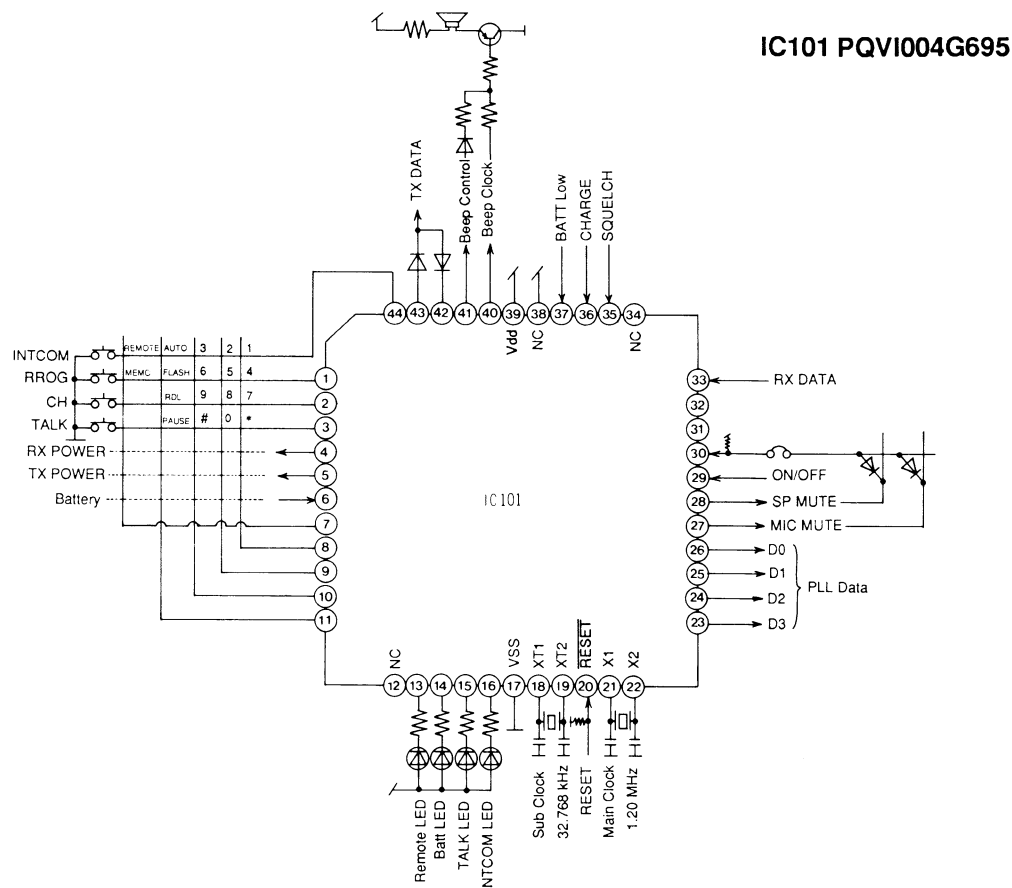 IC101 PQVI004G695
TX DATA
Beep Control
Beep Clock
BATT Low
CHARGE
SQUELCH
44 43 42 41 40 39 38 37 36 35 34
Vdd
NC
NC
INTCOM REMOTE AUTO 3 2 1
RROG MEMC FLASH 6 5 4 1
CH RDL 9 8 7 2
TALK PAUSE # 0 * 3
RX POWER 4
TX POWER 5
Battery 6
7
8
9
10
11
IC101
33 RX DATA
32
31
30
29 ON/OFF
28 SP MUTE
27 MIC MUTE
26 D0
25 D1
24 D2
23 D3
PLL Data
NC
VSS
XT1
XT2
RESET
X1
X2
12 13 14 15 16 17 18 19 20 21 22
Remote LED
Batt LED
TALK LED
NTCOM LED
Sub Clock
32.768 kHz
RESET
Main Clock
1.20 MHz